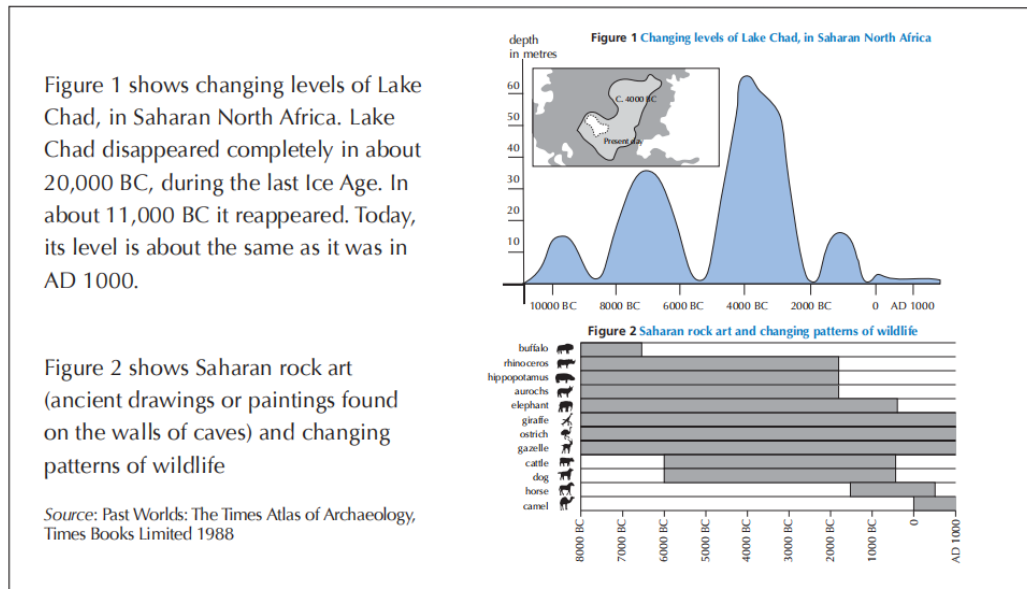 Figure 1 shows changing levels of Lake
Chad, in Saharan North Africa. Lake
Chad disappeared completely in about
20,000 BC, during the last Ice Age. In
about 11,000 BC it reappeared. Today,
its level is about the same as it was in
AD 1000.
Figure 2 shows Saharan rock art
(ancient drawings or paintings found
on the walls of caves) and changing
patterns of wildlife
Source: Past Worlds: The Times Atlas of Archaeology,
Times Books Limited 1988
Figure 1 Changing levels of Lake Chad, in Saharan North Africa
depth
in metres
60
50
40
30
20
10
C. 4000 BC
Present day
10000 BC 8000 BC 6000 BC 4000 BC 2000 BC 0 AD 1000
Figure 2 Saharan rock art and changing patterns of wildlife
buffalo
rhinoceros
hippopotamus
aurochs
elephant
giraffe
ostrich
gazelle
cattle
dog
horse
camel
8000 BC 7000 BC 6000 BC 5000 BC 4000 BC 3000 BC 2000 BC 1000 BC 0 AD 1000